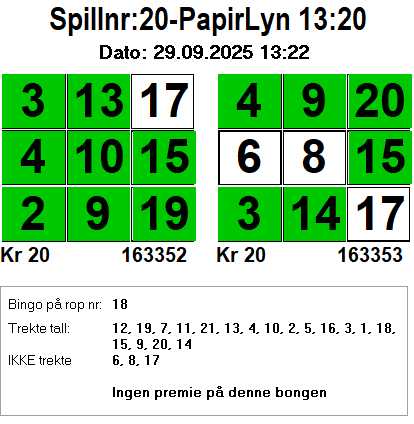 Spillnr:20-PapirLyn 13:20
Dato: 29.09.2025 13:22
3 13 17 4 9 20
4 10 15 6 8 15
2 9 19 3 14 17
Kr 20 163352 Kr 20 163353
Bingo på rop nr: 18
Trekte tall: 12, 19, 7, 11, 21, 13, 4, 10, 2, 5, 16, 3, 1, 18,
15, 9, 20, 14
IKKE trekte 6, 8, 17
Ingen premie på denne bongen